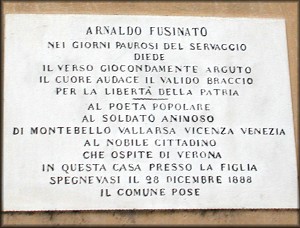 ARNALDO FUSINATO
NEI GIORNI PAUROSI DEL SERVAGGIO
DIEDE
IL VERSO GIOCONDAMENTE ARGUTO
IL CUORE AUDACE IL VALIDO BRACCIO
PER LA LIBERTÀ DELLA PATRIA
AL POETA POPOLARE
AL SOLDATO ANIMOSO
DI MONTEBELLO VALLARSA VICENZA VENEZIA
AL NOBILE CITTADINO
CHE OSPITE DI VERONA
IN QUESTA CASA PRESSO LA FIGLIA
SPEGNEVASI IL 28 DICEMBRE 1888
IL COMUNE POSE